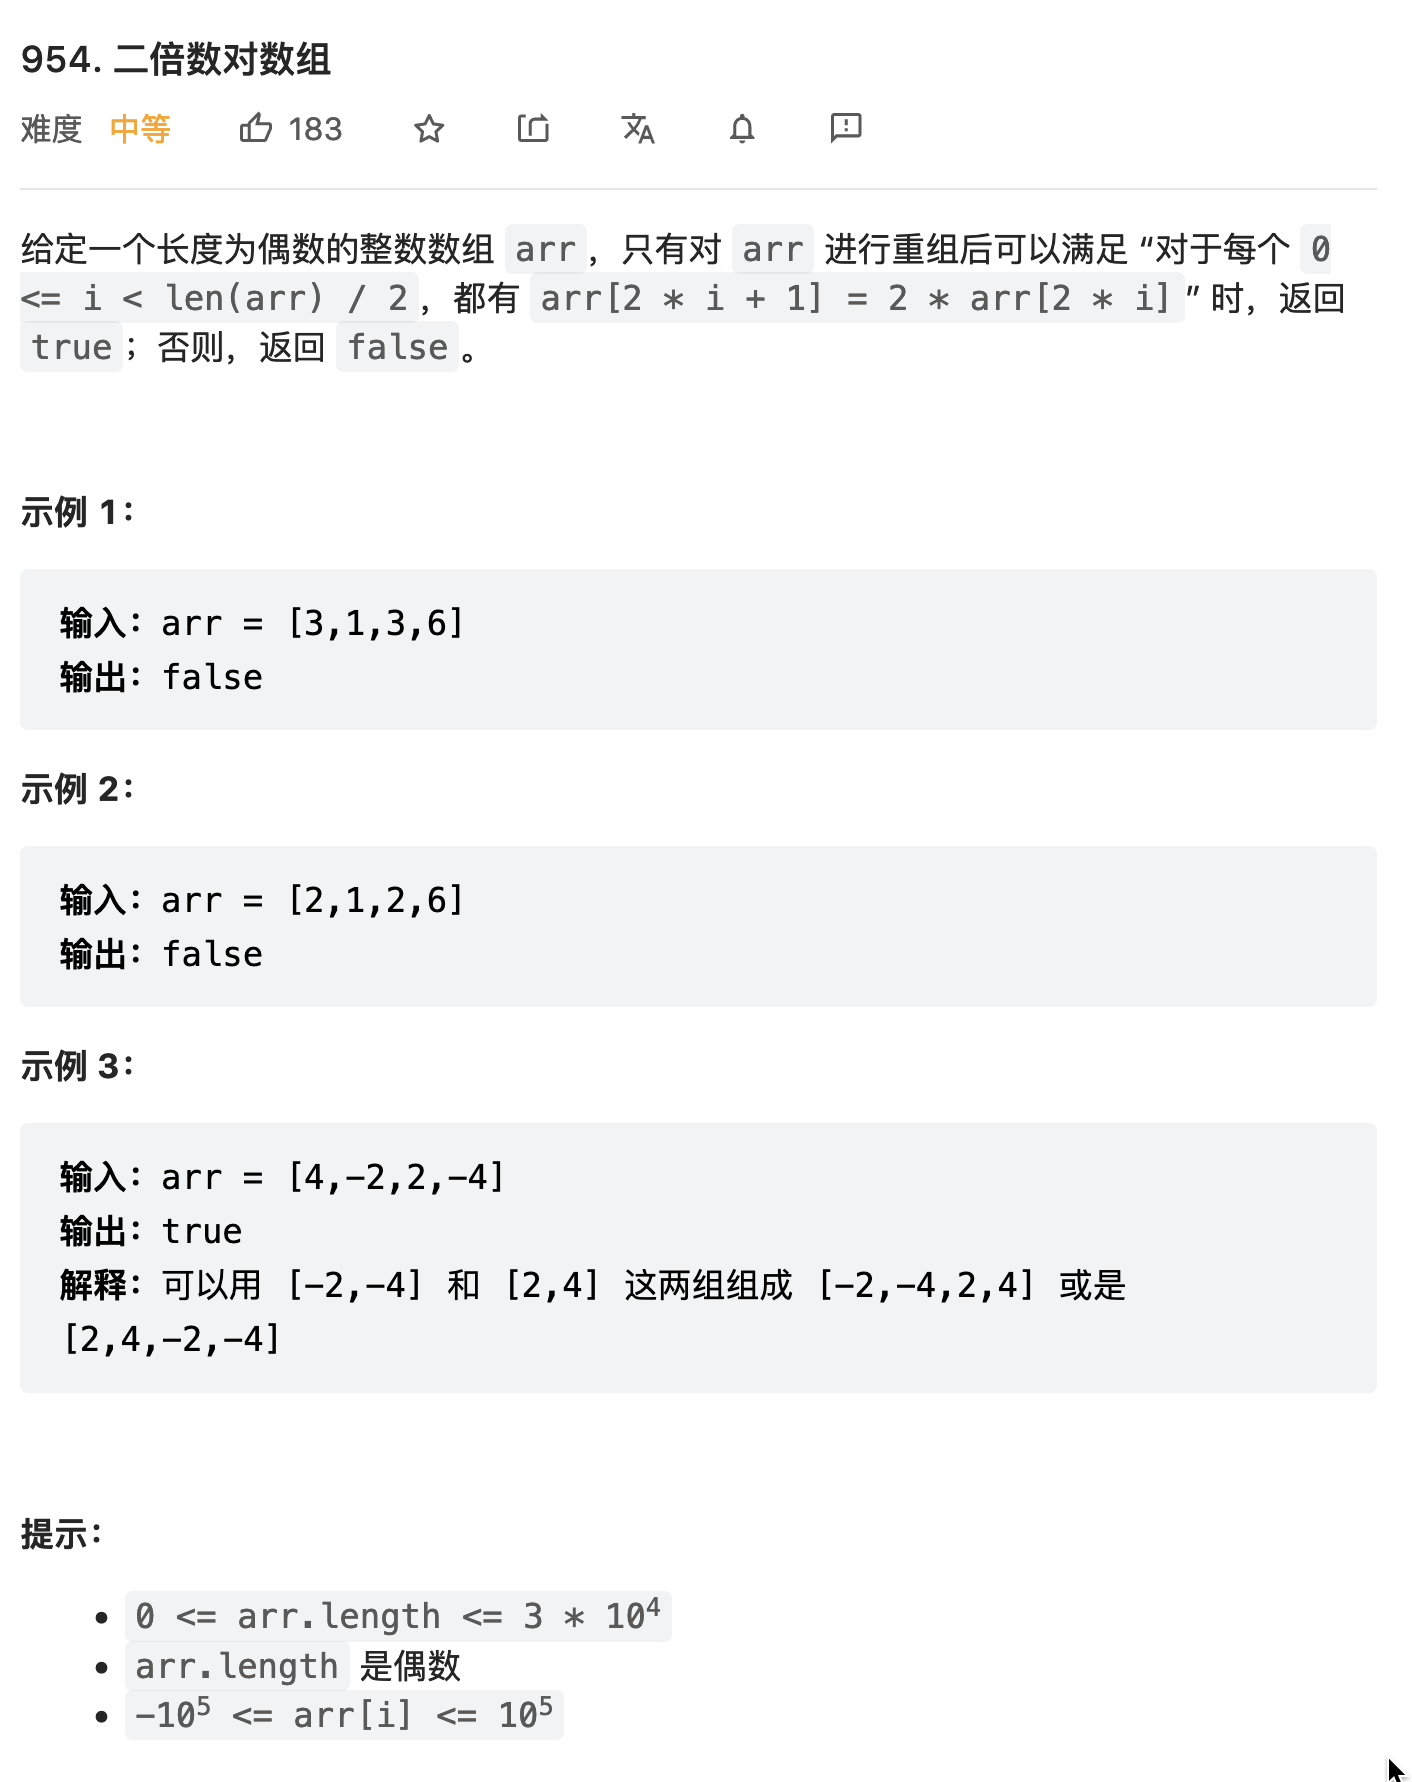 954. 二倍数对数组
难度 中等 183
给定一个长度为偶数的整数数组 arr，只有对 arr 进行重组后可以满足 “对于每个 0
<= i < len(arr) / 2，都有 arr[2 * i + 1] = 2 * arr[2 * i]” 时，返回
true；否则，返回 false。
示例 1：
输入：arr = [3,1,3,6]
输出：false
示例 2：
输入：arr = [2,1,2,6]
输出：false
示例 3：
输入：arr = [4,-2,2,-4]
输出：true
解释：可以用 [-2,-4] 和 [2,4] 这两组组成 [-2,-4,2,4] 或是
[2,4,-2,-4]
提示：
• 0 <= arr.length <= 3 * 10⁴
• arr.length 是偶数
• -10⁵ <= arr[i] <= 10⁵